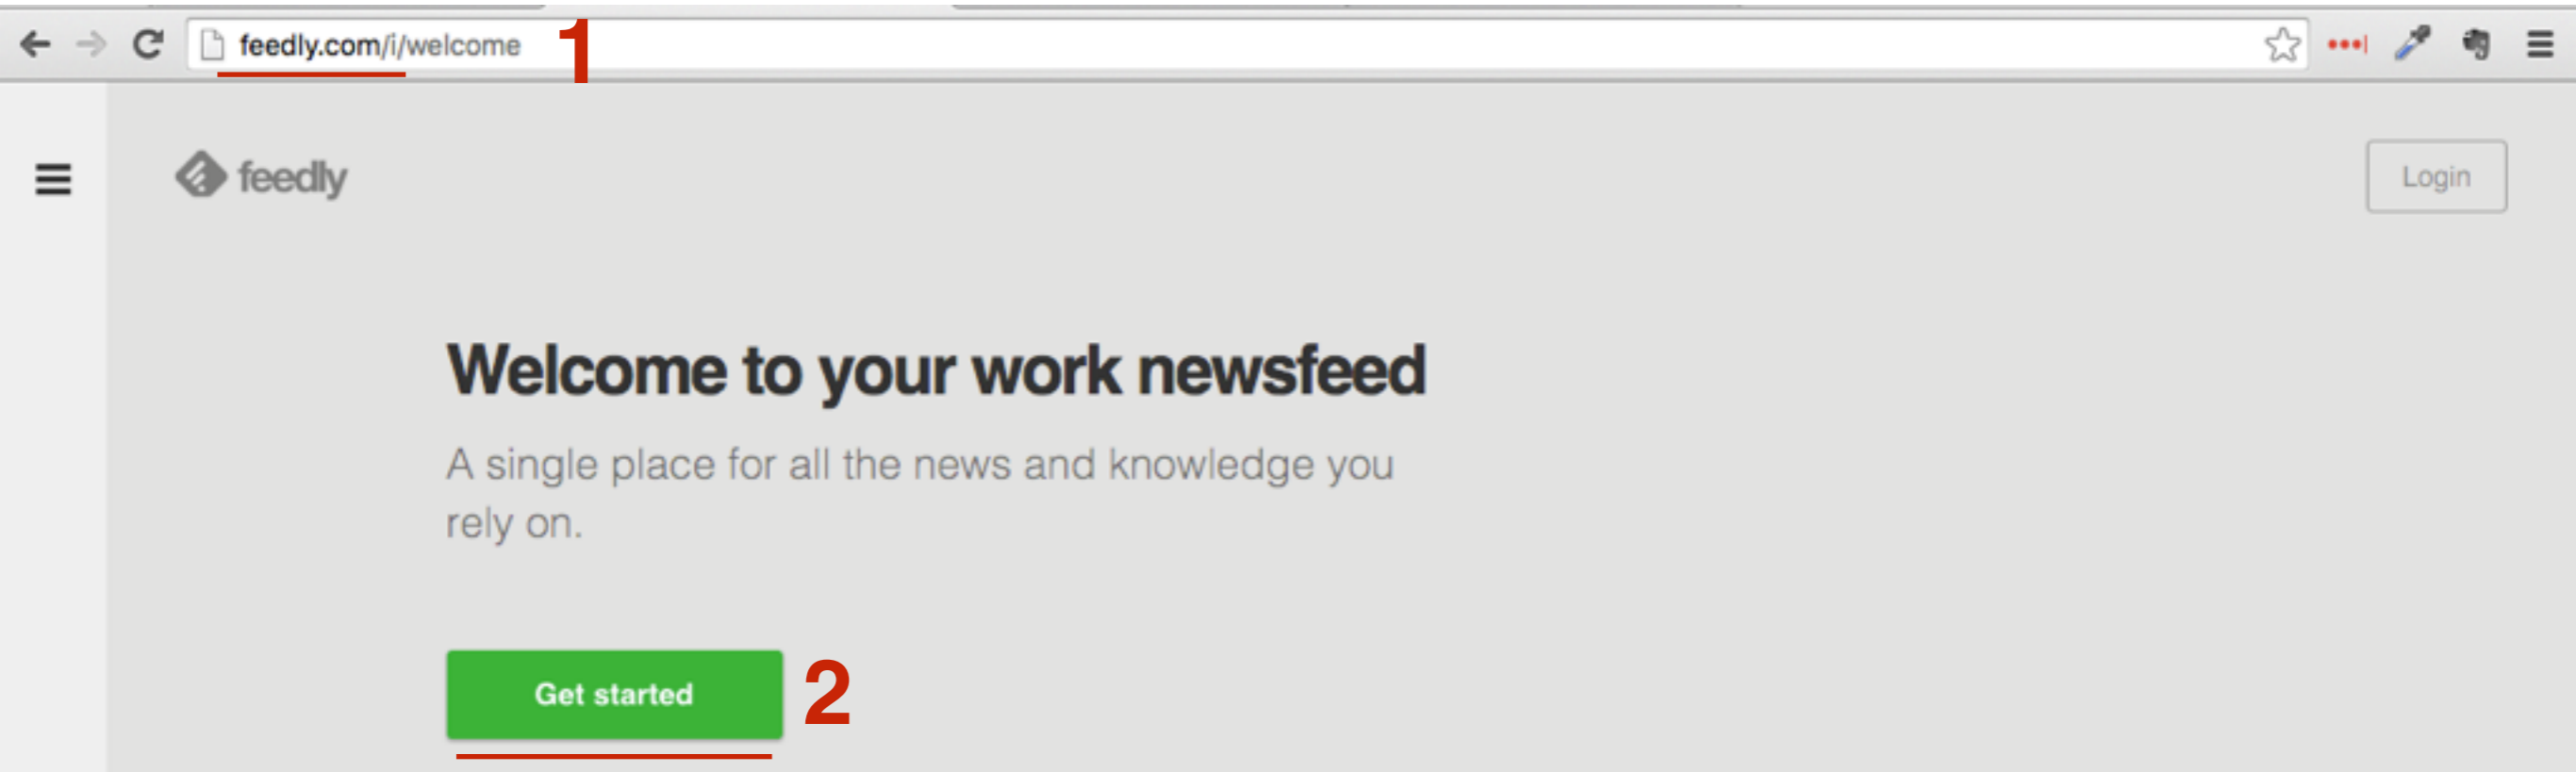 feedly.com/i/welcome 1
feedly Login
Welcome to your work newsfeed
A single place for all the news and knowledge you
rely on.
Get started 2